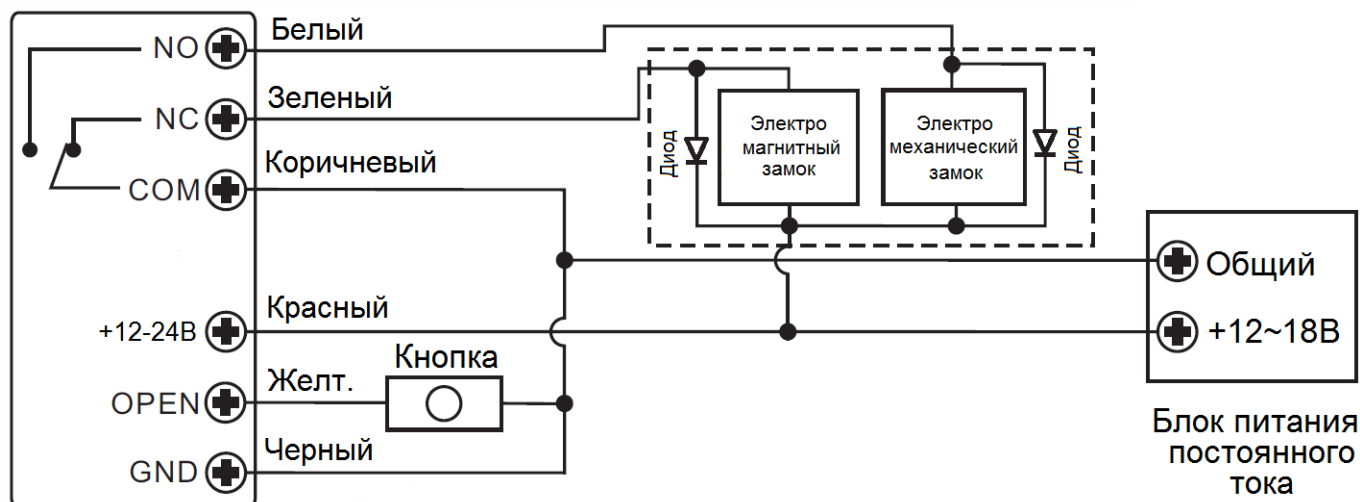 NO
Белый
NC
Зеленый
COM
Коричневый
+12-24В
Красный
OPEN
Желт.
Кнопка
GND
Черный
Диод
Электро
магнитный
замок
Электро
механический
замок
Диод
Общий
+12~18В
Блок питания
постоянного
тока